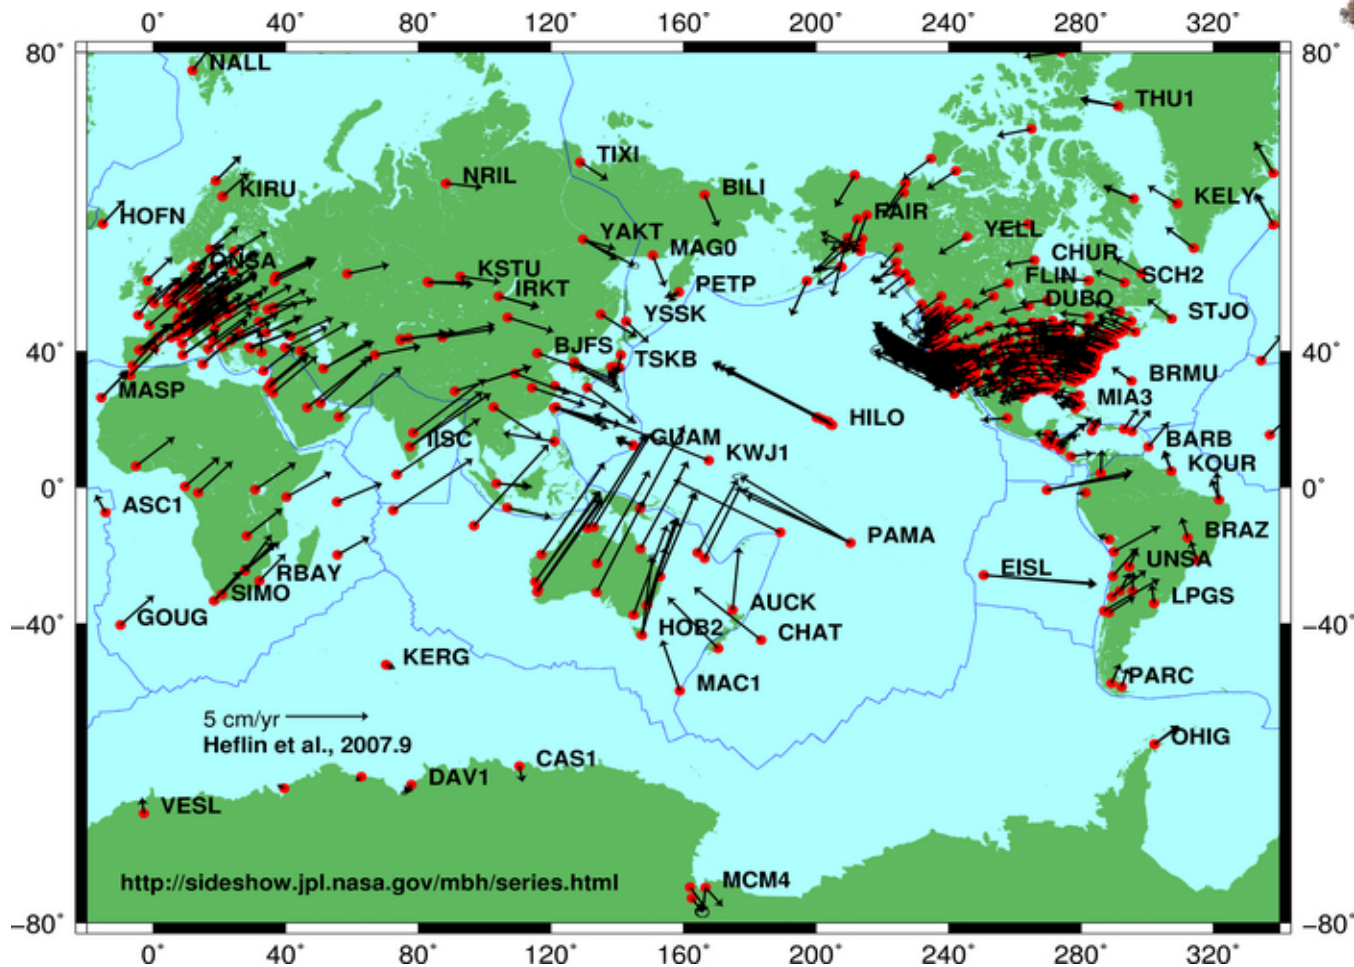 0° 40° 80° 120° 160° 200° 240° 280° 320°
80° 80°
NALL
THU1
TIXI
NRIL
BILI
KIRU
KELY
HOFN
FAIR
YAKT
YELL
MAG0
CHUR
ONSA
KSTU
FLIN
SCH2
PETP
IRKT
DUBO
YSSK
STJO
40° 40°
BJFS
TSKB
BRMU
MASP
MIA3
HILO
IISC
GUAM
BARB
KWJ1
KOUR
0° 0°
ASC1
BRAZ
PAMA
UNSA
EISL
RBAY
SIMO
LPGS
AUCK
GOUG
HOB2
CHAT
−40° −40°
KERG
PARC
MAC1
5 cm/yr
OHIG
Heflin et al., 2007.9
CAS1
DAV1
VESL
MCM4
http://sideshow.jpl.nasa.gov/mbh/series.html
−80° −80°
0° 40° 80° 120° 160° 200° 240° 280° 320°